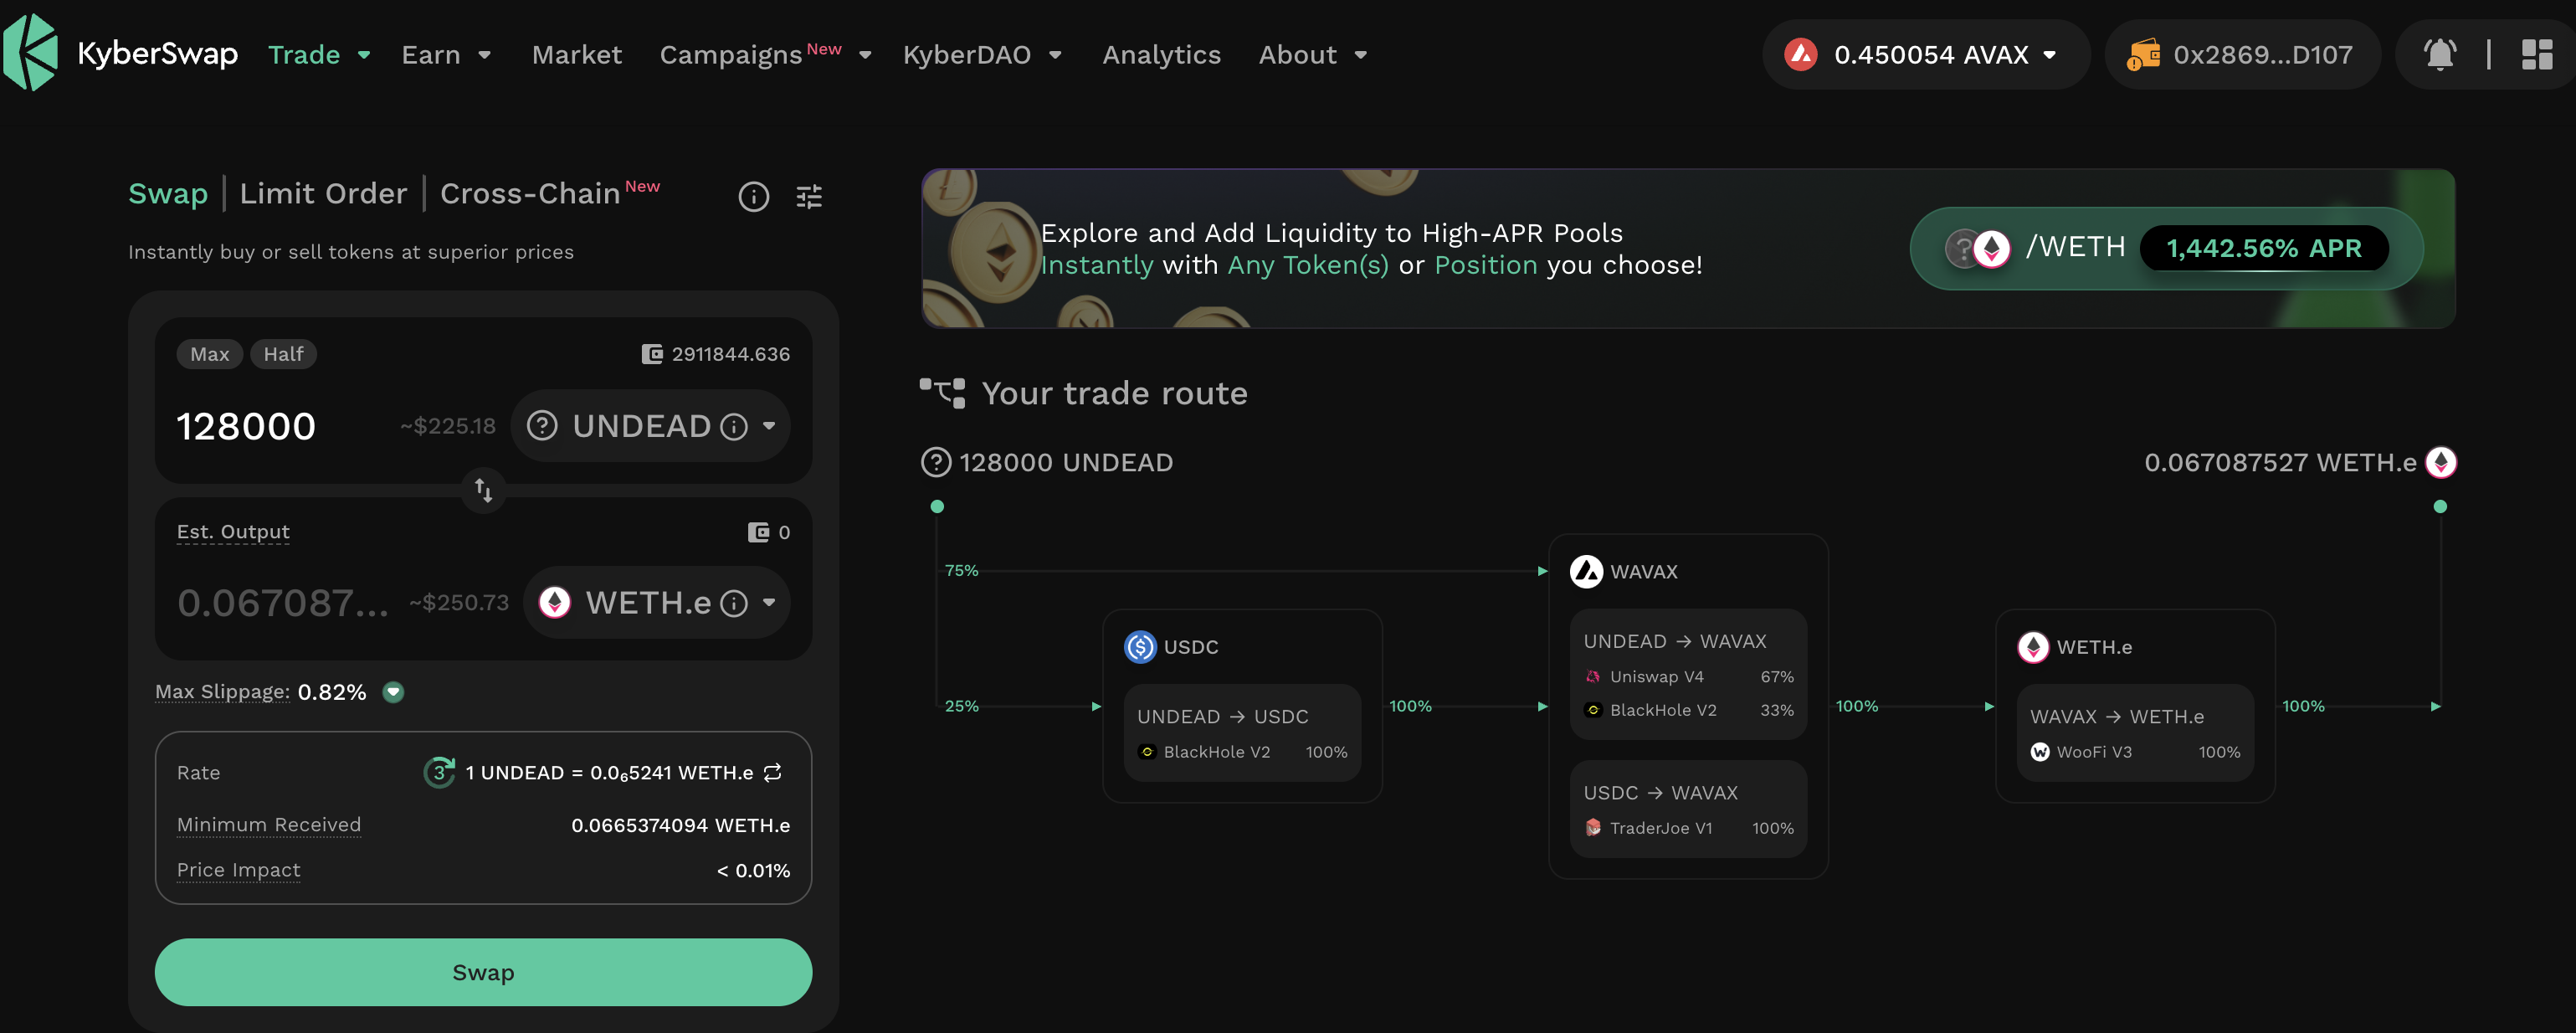 KyberSwap Trade Earn Market Campaigns New KyberDAO Analytics About 0.450054 AVAX 0x2869...D107
Swap | Limit Order | Cross-Chain New
Instantly buy or sell tokens at superior prices
Max Half 2911844.636
128000 ~$225.18 UNDEAD
Est. Output 0
0.067087... ~$250.73 WETH.e
Max Slippage: 0.82%
Rate 3 1 UNDEAD = 0.0₆5241 WETH.e
Minimum Received 0.0665374094 WETH.e
Price Impact < 0.01%
Swap
Explore and Add Liquidity to High-APR Pools
Instantly with Any Token(s) or Position you choose!
/WETH 1,442.56% APR
Your trade route
128000 UNDEAD 0.067087527 WETH.e
75%
25%
USDC
UNDEAD → USDC
BlackHole V2 100%
100%
WAVAX
UNDEAD → WAVAX
Uniswap V4 67%
BlackHole V2 33%
USDC → WAVAX
TraderJoe V1 100%
100%
WETH.e
WAVAX → WETH.e
WooFi V3 100%
100%